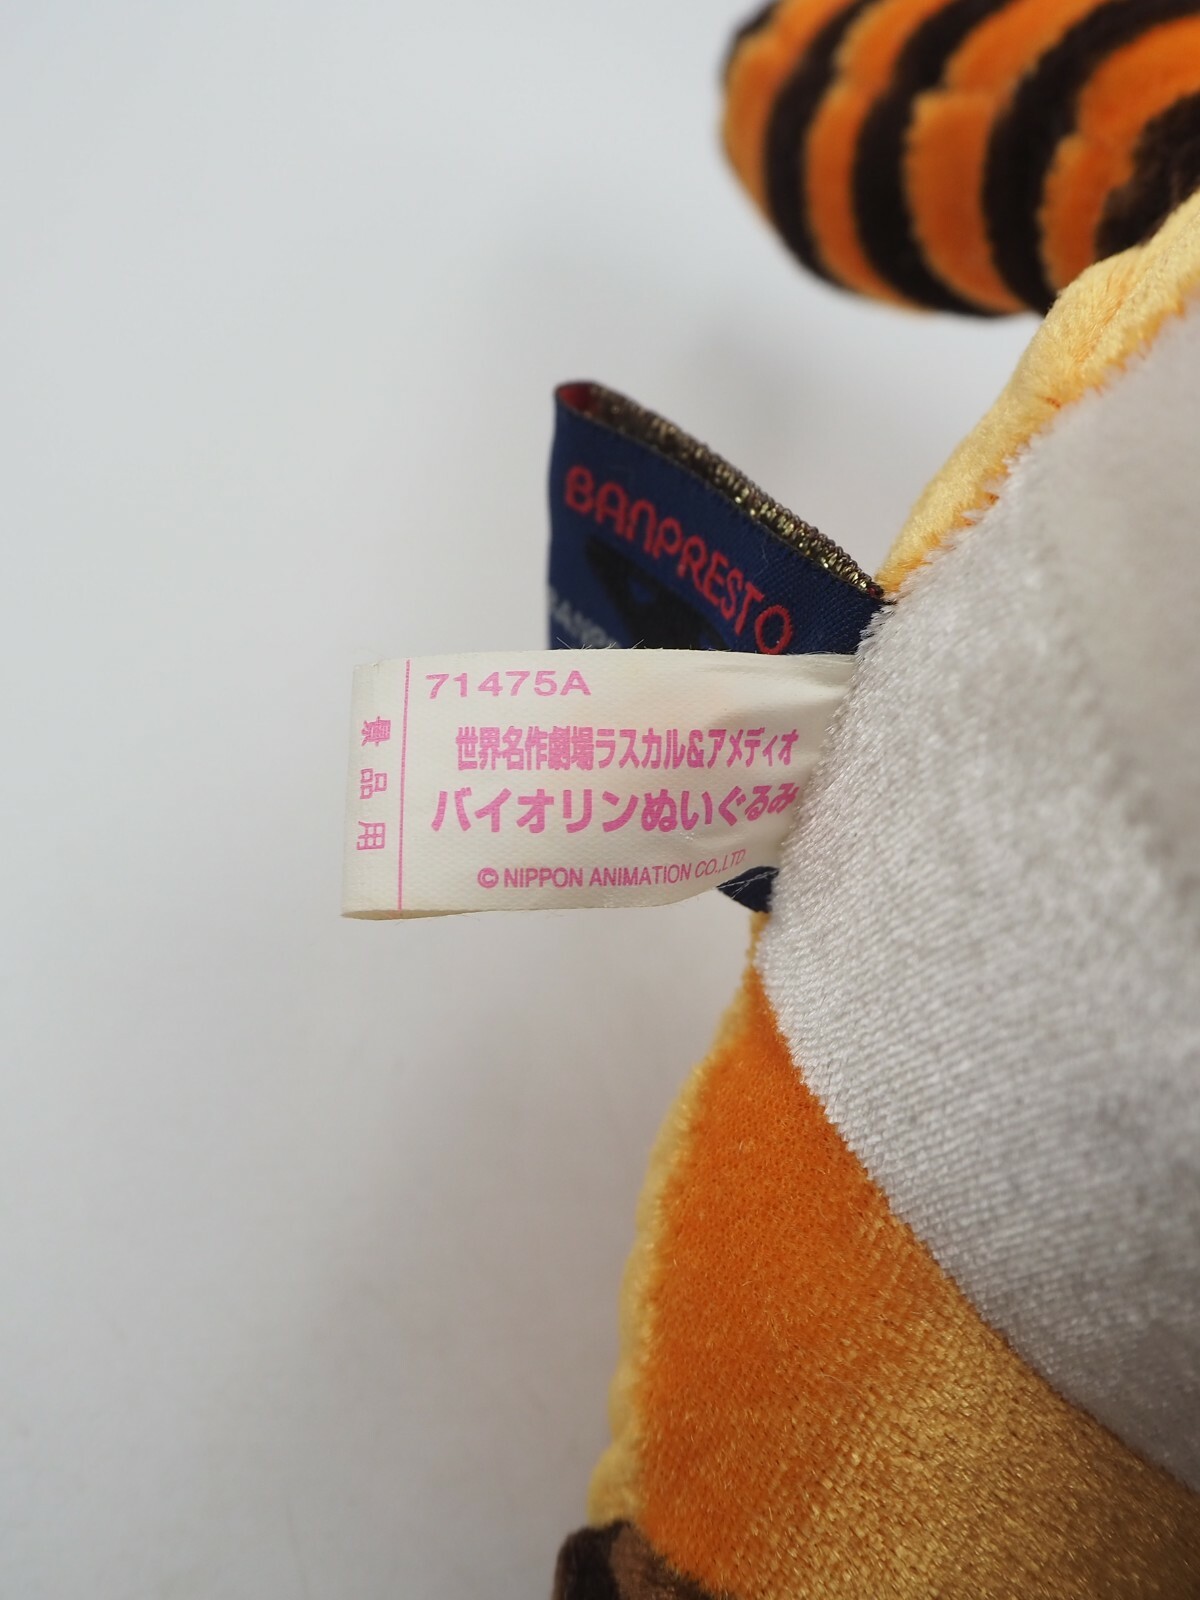 BANPRESTO
71475A
世界名作劇場ラスカル&アメディオ
バイオリンぬいぐるみ
© NIPPON ANIMATION CO.,LTD
景品用